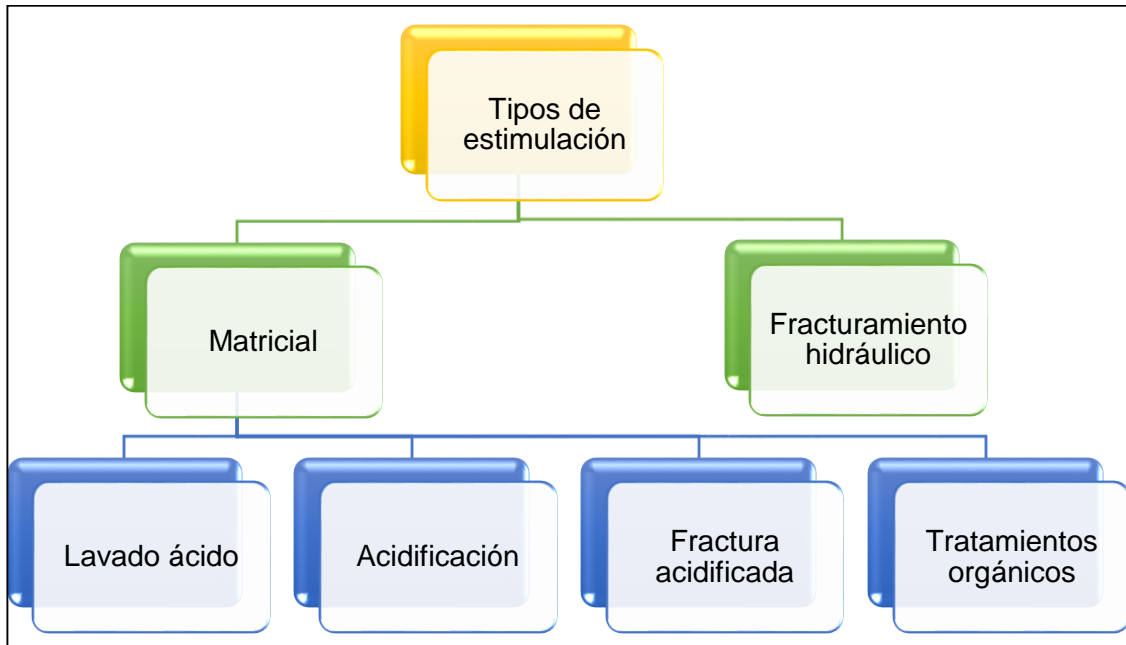 Tipos de
estimulación
Matricial
Fracturamiento
hidráulico
Lavado ácido
Acidificación
Fractura
acidificada
Tratamientos
orgánicos